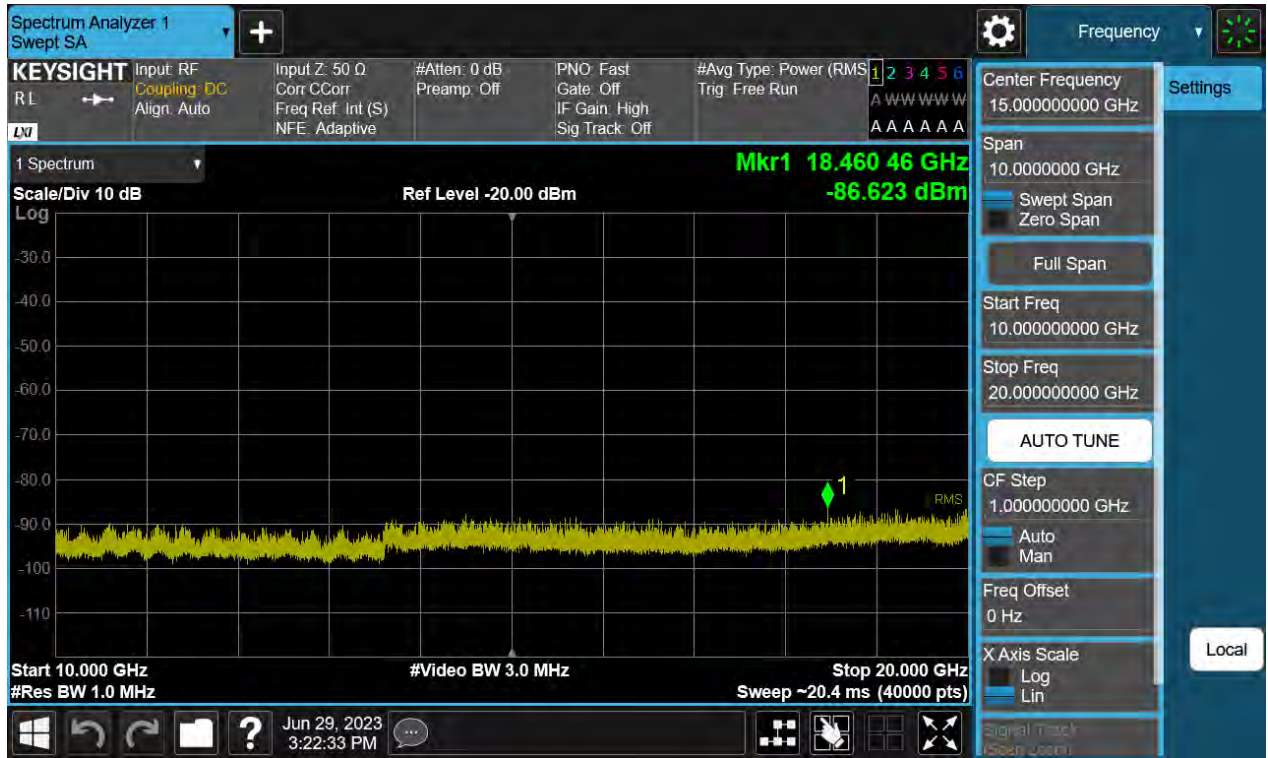 Spectrum Analyzer 1
Swept SA
+
Frequency
KEYSIGHT
RL
LXI
Input: RF
Coupling: DC
Align: Auto
Input Z: 50 Ω
Corr CCorr
Freq Ref: Int (S)
NFE: Adaptive
#Atten: 0 dB
Preamp: Off
PNO: Fast
Gate: Off
IF Gain: High
Sig Track: Off
#Avg Type: Power (RMS
Trig: Free Run
1 2 3 4 5 6
A W W W W W
A A A A A A
1 Spectrum
Scale/Div 10 dB
Ref Level -20.00 dBm
Mkr1 18.460 46 GHz
-86.623 dBm
Log
-30.0
-40.0
-50.0
-60.0
-70.0
-80.0
-90.0
-100
-110
1
RMS
Start 10.000 GHz
#Video BW 3.0 MHz
Stop 20.000 GHz
#Res BW 1.0 MHz
Sweep ~20.4 ms (40000 pts)
Center Frequency
15.000000000 GHz
Settings
Span
10.0000000 GHz
Swept Span
Zero Span
Full Span
Start Freq
10.000000000 GHz
Stop Freq
20.000000000 GHz
AUTO TUNE
CF Step
1.000000000 GHz
Auto
Man
Freq Offset
0 Hz
X Axis Scale
Log
Lin
Signal Track
(Span Zoom)
Local
?
Jun 29, 2023
3:22:33 PM